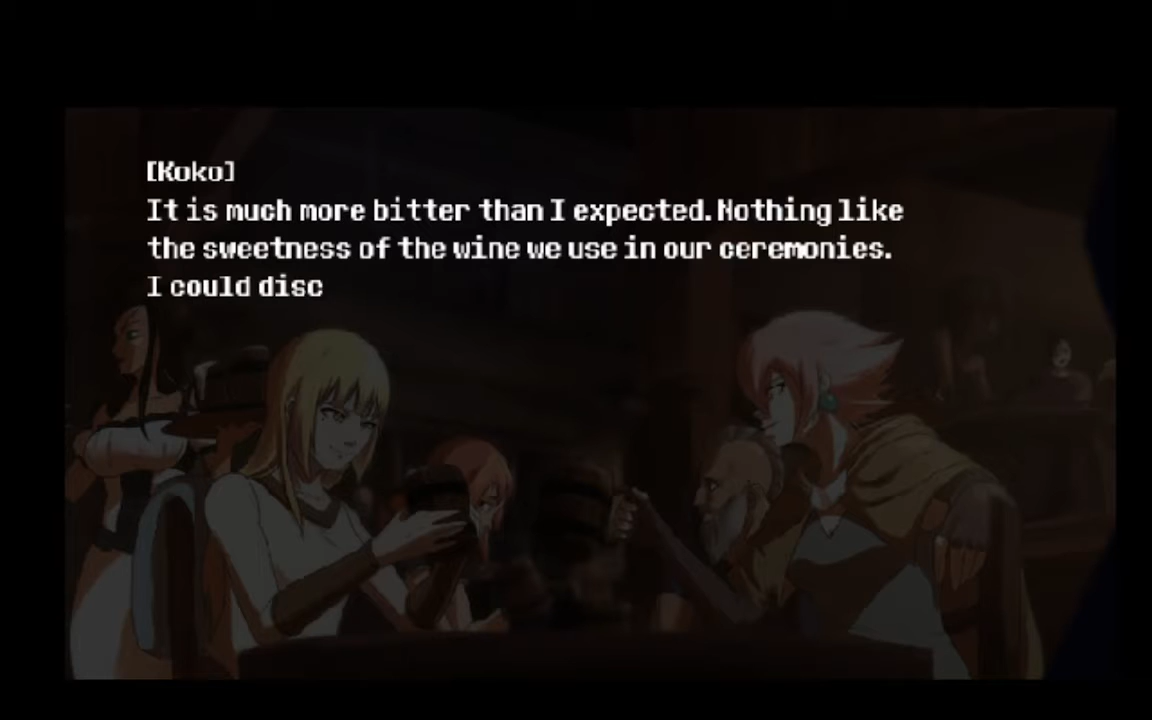 [Koko]
It is much more bitter than I expected. Nothing like
the sweetness of the wine we use in our ceremonies.
I could disc